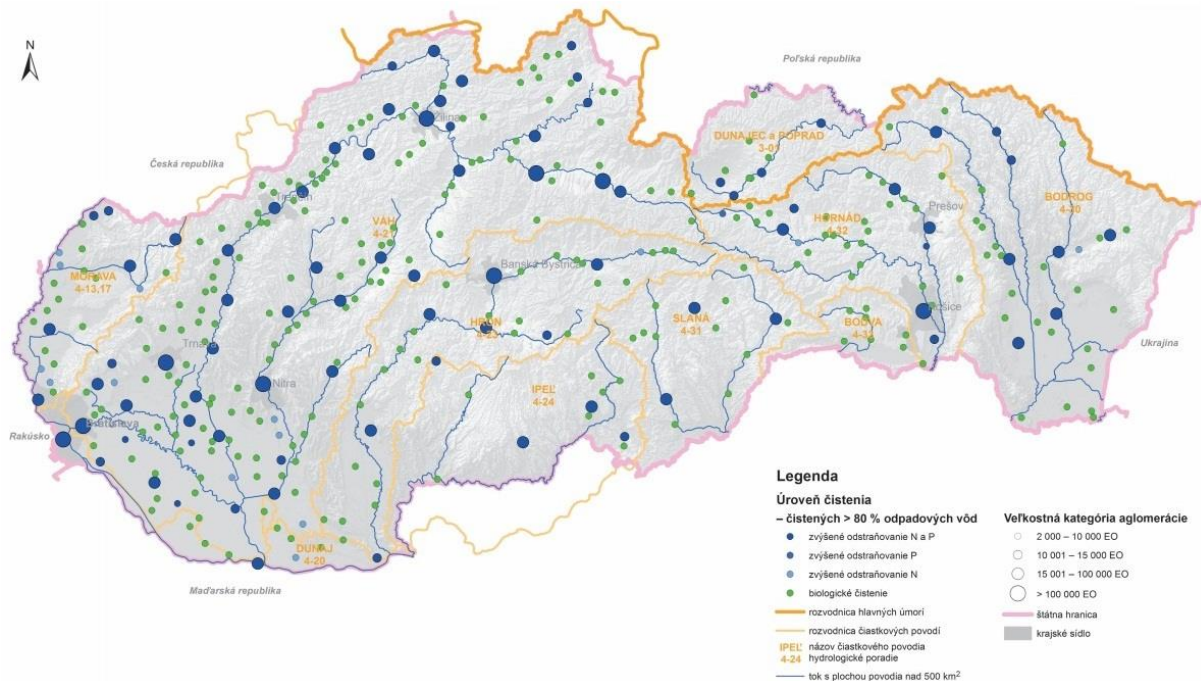 N
Poľská republika
Žilina
DUNAJEC a POPRAD
3-01
Česká republika
Trenčín
VÁH
4-21
HORNÁD
4-32
Prešov
BODROG
4-30
MORAVA
4-13,17
Banská Bystrica
HRON
4-23
SLANÁ
4-31
BODVA
Košice
Ukrajina
Trnava
Nitra
IPEĽ
4-24
Rakúsko
Bratislava
DUNAJ
4-20
Maďarská republika
Legenda
Úroveň čistenia
– čistených > 80 % odpadových vôd
zvýšené odstraňovanie N a P
zvýšené odstraňovanie P
zvýšené odstraňovanie N
biologické čistenie
rozvodnica hlavných úmorí
rozvodnica čiastkových povodí
IPEĽ názov čiastkového povodia
4-24 hydrologické poradie
tok s plochou povodia nad 500 km²
Veľkostná kategória aglomerácie
2 000 – 10 000 EO
10 001 – 15 000 EO
15 001 – 100 000 EO
> 100 000 EO
štátna hranica
krajské sídlo